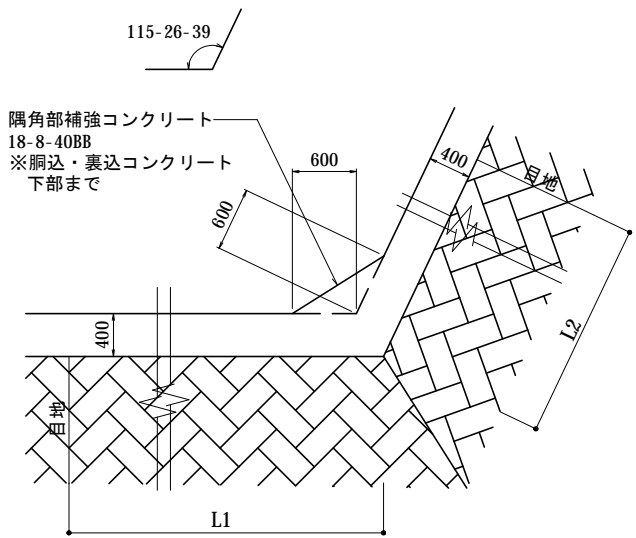 115-26-39
隅角部補強コンクリート
18-8-40BB
※胴込・裏込コンクリート
下部まで
600
600
400
目地
400
目地
L2
L1